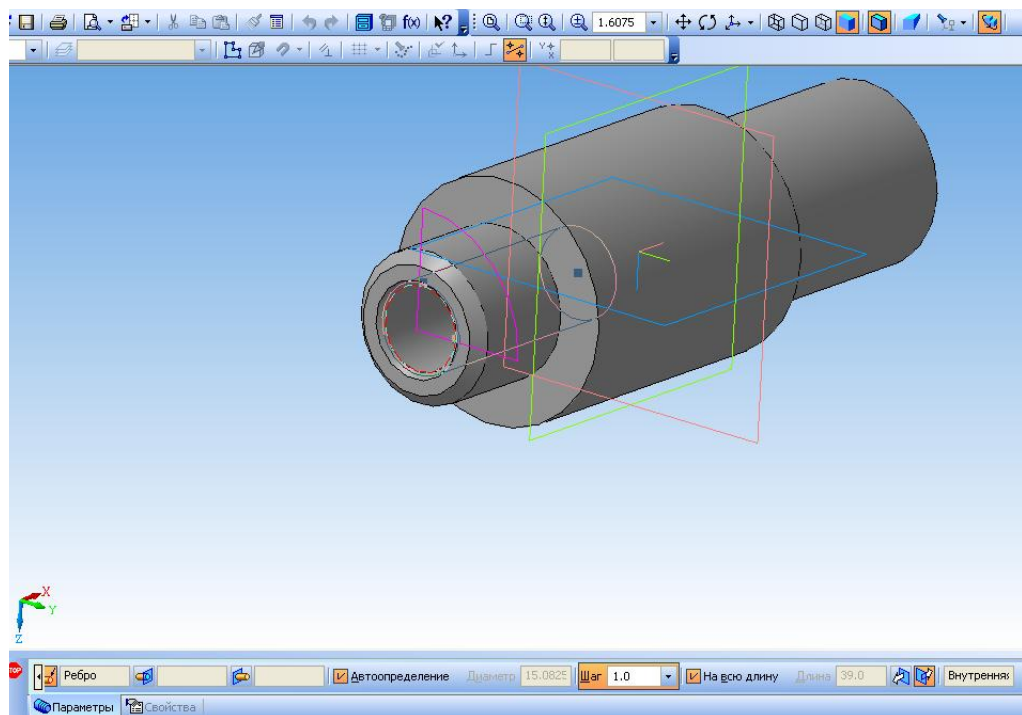 f(x) 1.6075
X
Y
Z
STOP Ребро Автоопределение Диаметр 15.0825 Шаг 1.0 На всю длину Длина 39.0 Внутренняя
Параметры Свойства